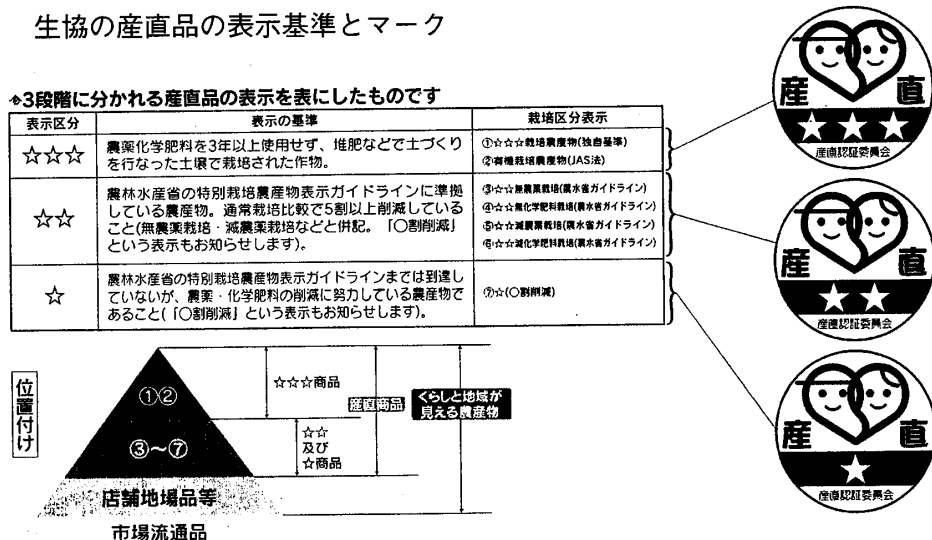 生協の産直品の表示基準とマーク
3段階に分かれる産直品の表示を表にしたものです
表示区分
表示の基準
栽培区分表示
☆☆☆
農薬化学肥料を3年以上使用せず、堆肥などで土づくり
を行なった土壌で栽培された作物。
①☆☆☆栽培農産物(独自基準)
②有機栽培農産物(JAS法)
☆☆
農林水産省の特別栽培農産物表示ガイドラインに準拠
している農産物。通常栽培比較で5割以上削減している
こと(無農薬栽培・減農薬栽培などと併記。「○割削減」
という表示もお知らせします)。
③☆☆無農薬栽培(農水省ガイドライン)
④☆☆無化学肥料栽培(農水省ガイドライン)
⑤☆☆減農薬栽培(農水省ガイドライン)
⑥☆☆減化学肥料栽培(農水省ガイドライン)
☆
農林水産省の特別栽培農産物表示ガイドラインまでは到達
していないが、農薬・化学肥料の削減に努力している農産物で
あること(「○割削減」という表示もお知らせします)。
⑦☆(○割削減)
産 直
★★★
産直認証委員会
産 直
★★
産直認証委員会
産 直
★
産直認証委員会
位置付け
①②
③～⑦
店舗地場品等
市場流通品
☆☆☆商品
☆☆
及び
☆商品
産直商品
くらしと地域が
見える農産物